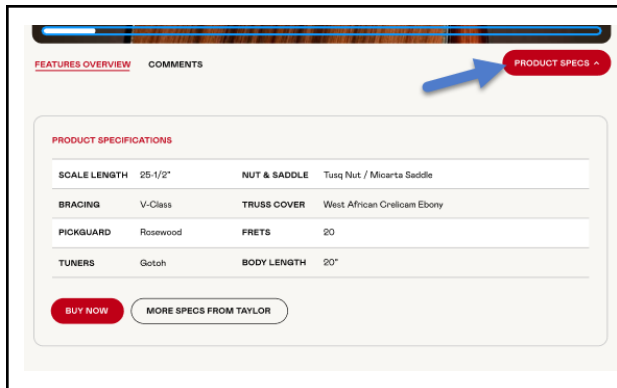 FEATURES OVERVIEW COMMENTS PRODUCT SPECS
PRODUCT SPECIFICATIONS
SCALE LENGTH 25-1/2" NUT & SADDLE Tusq Nut / Micarta Saddle
BRACING V-Class TRUSS COVER West African Crelicam Ebony
PICKGUARD Rosewood FRETS 20
TUNERS Gotoh BODY LENGTH 20"
BUY NOW MORE SPECS FROM TAYLOR